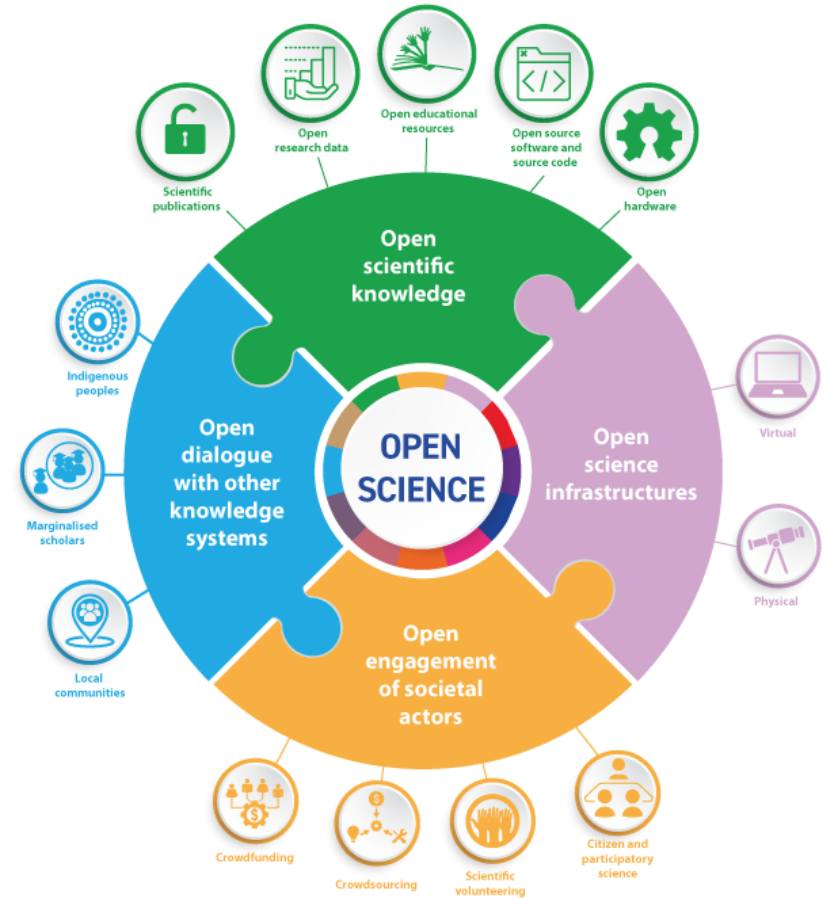 Open educational
resources
Open
research data
Open source
software and
source code
Scientific
publications
Open
hardware
Open
scientific
knowledge
Indigenous
peoples
Marginalised
scholars
Local
communities
Open
dialogue
with other
knowledge
systems
OPEN
SCIENCE
Open
science
infrastructures
Virtual
Physical
Open
engagement
of societal
actors
Crowdfunding
$
Crowdsourcing
$
Scientific
volunteering
Citizen and
participatory
science